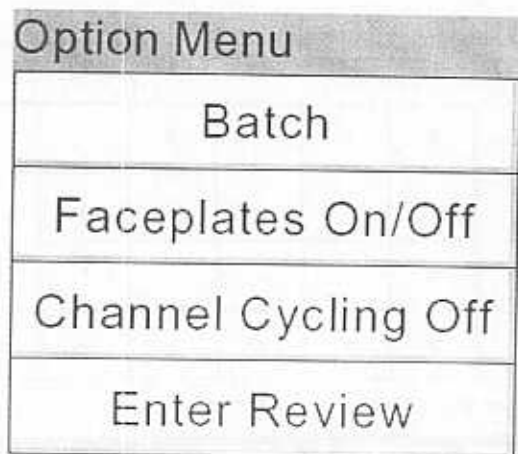 Option Menu
Batch
Faceplates On/Off
Channel Cycling Off
Enter Review